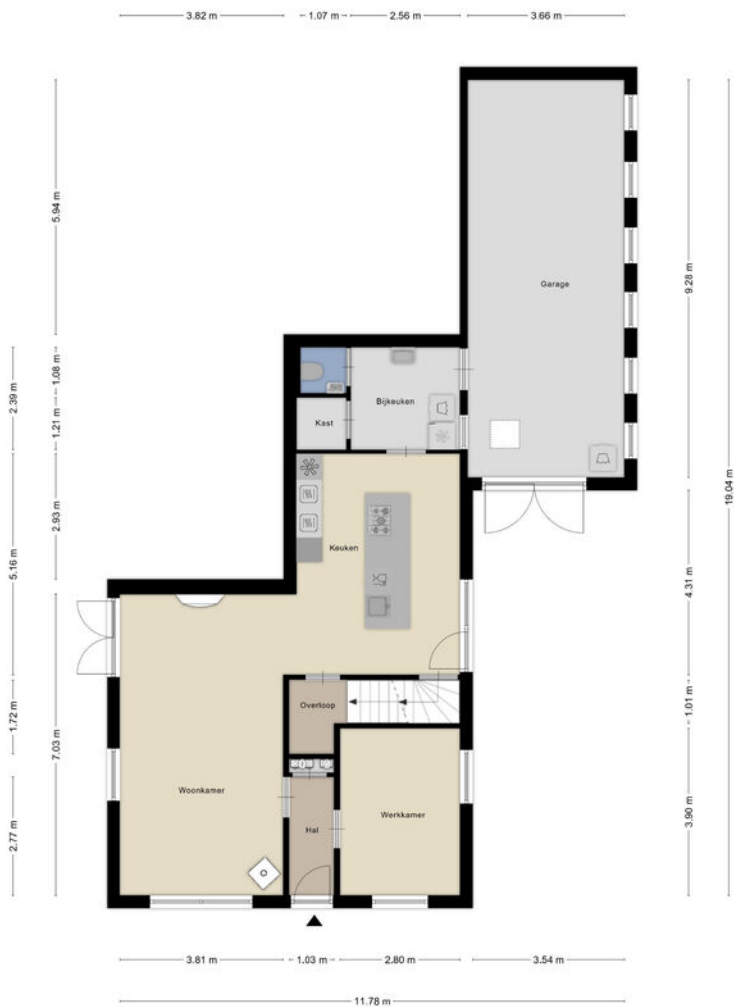 3.82 m
1.07 m
2.56 m
3.66 m
5.94 m
9.28 m
Garage
2.39 m
1.08 m
1.21 m
Bijkeuken
Kast
19.04 m
2.93 m
5.16 m
4.31 m
Keuken
1.72 m
1.01 m
Overloop
7.03 m
Woonkamer
3.90 m
2.77 m
Werkkamer
Hal
3.81 m
1.03 m
2.80 m
3.54 m
11.78 m